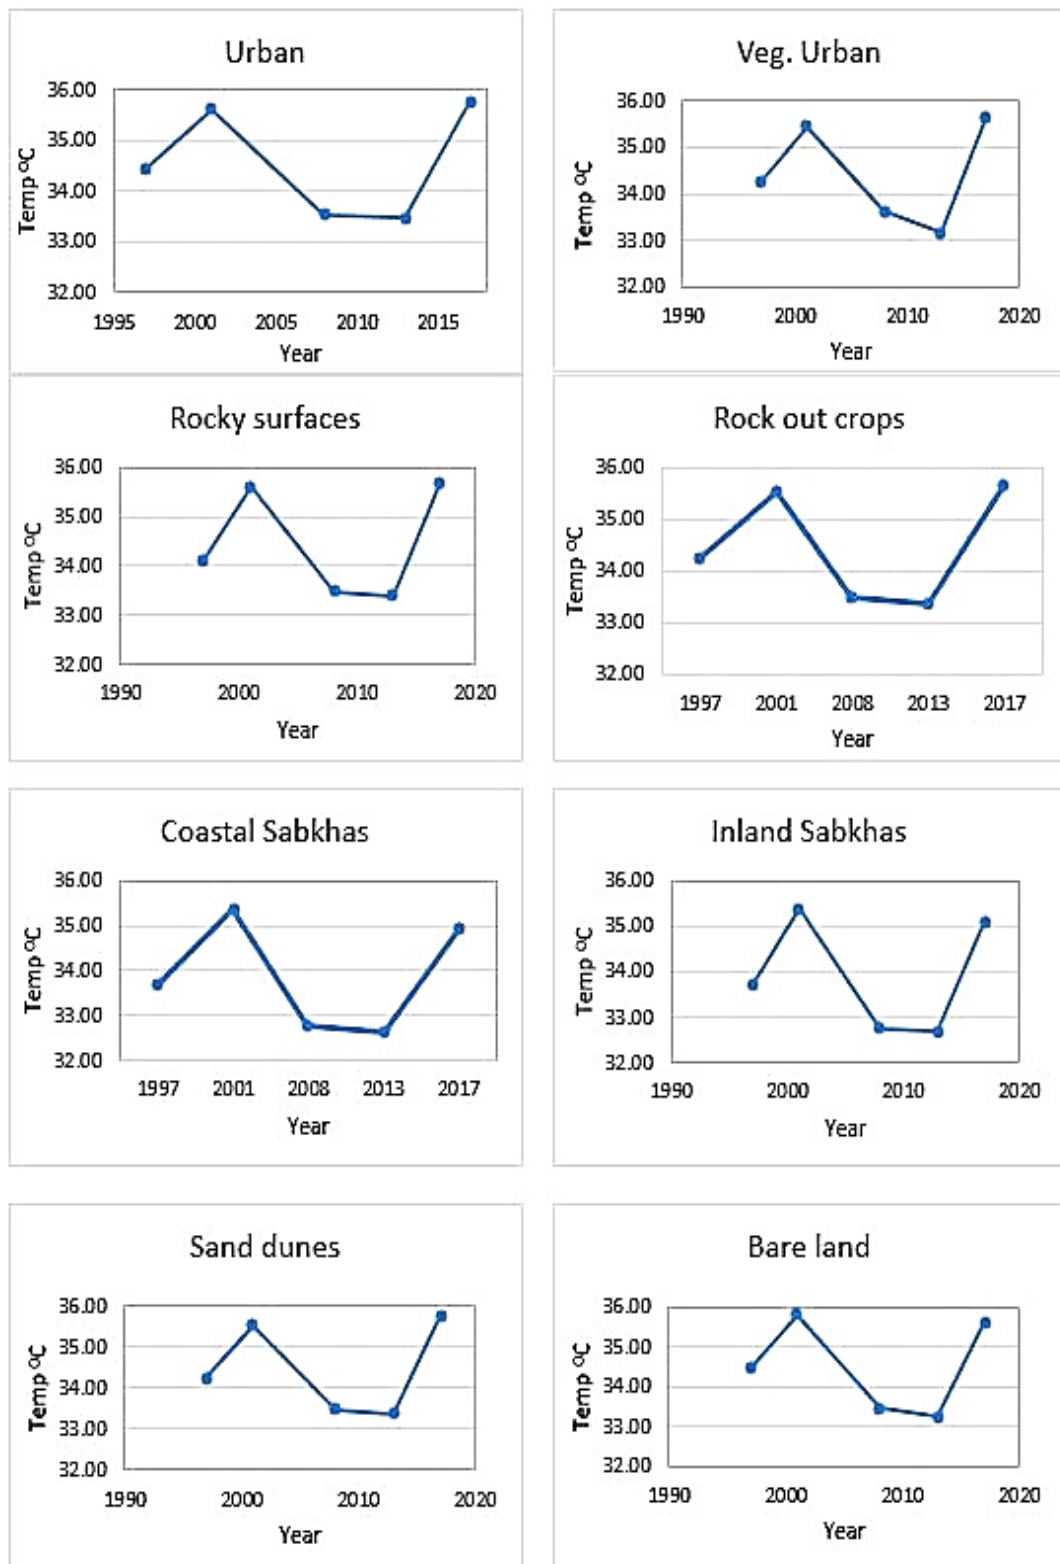 Urban
Temp ºC
36.00
35.00
34.00
33.00
32.00
1995 2000 2005 2010 2015
Year
Veg. Urban
Temp ºC
36.00
35.00
34.00
33.00
32.00
1990 2000 2010 2020
Year
Rocky surfaces
Temp ºC
36.00
35.00
34.00
33.00
32.00
1990 2000 2010 2020
Year
Rock out crops
Temp ºC
36.00
35.00
34.00
33.00
32.00
1997 2001 2008 2013 2017
Year
Coastal Sabkhas
Temp ºC
36.00
35.00
34.00
33.00
32.00
1997 2001 2008 2013 2017
Year
Inland Sabkhas
Temp ºC
36.00
35.00
34.00
33.00
32.00
1990 2000 2010 2020
Year
Sand dunes
Temp ºC
36.00
35.00
34.00
33.00
32.00
1990 2000 2010 2020
Year
Bare land
Temp ºC
36.00
35.00
34.00
33.00
32.00
1990 2000 2010 2020
Year